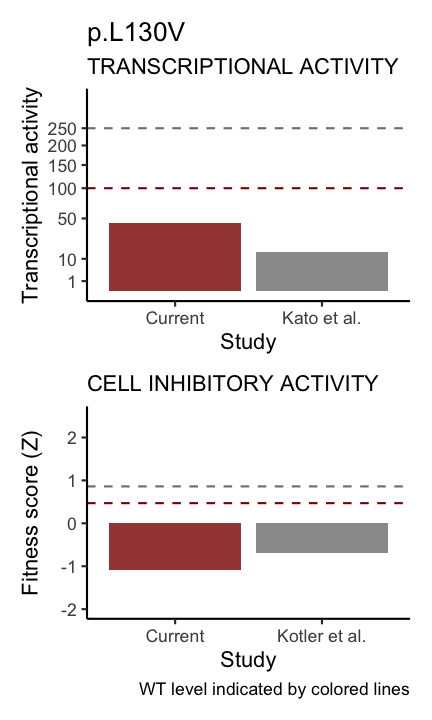 p.L130V
TRANSCRIPTIONAL ACTIVITY
Transcriptional activity
250
200
150
100
50
10
1
Current
Kato et al.
Study
CELL INHIBITORY ACTIVITY
Fitness score (Z)
2
1
0
-1
-2
Current
Kotler et al.
Study
WT level indicated by colored lines